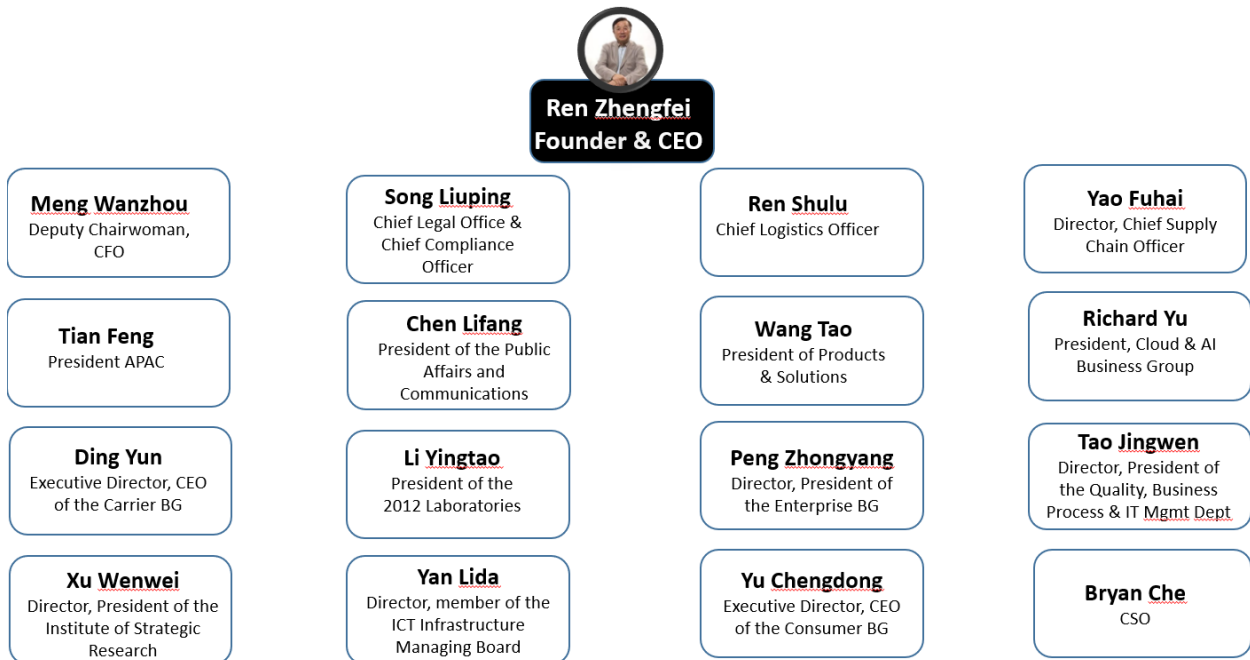 Ren Zhengfei
Founder & CEO
Meng Wanzhou
Deputy Chairwoman,
CFO
Song Liuping
Chief Legal Office &
Chief Compliance
Officer
Ren Shulu
Chief Logistics Officer
Yao Fuhai
Director, Chief Supply
Chain Officer
Tian Feng
President APAC
Chen Lifang
President of the Public
Affairs and
Communications
Wang Tao
President of Products
& Solutions
Richard Yu
President, Cloud & AI
Business Group
Ding Yun
Executive Director, CEO
of the Carrier BG
Li Yingtao
President of the
2012 Laboratories
Peng Zhongyang
Director, President of
the Enterprise BG
Tao Jingwen
Director, President of
the Quality, Business
Process & IT Mgmt Dept
Xu Wenwei
Director, President of the
Institute of Strategic
Research
Yan Lida
Director, member of the
ICT Infrastructure
Managing Board
Yu Chengdong
Executive Director, CEO
of the Consumer BG
Bryan Che
CSO